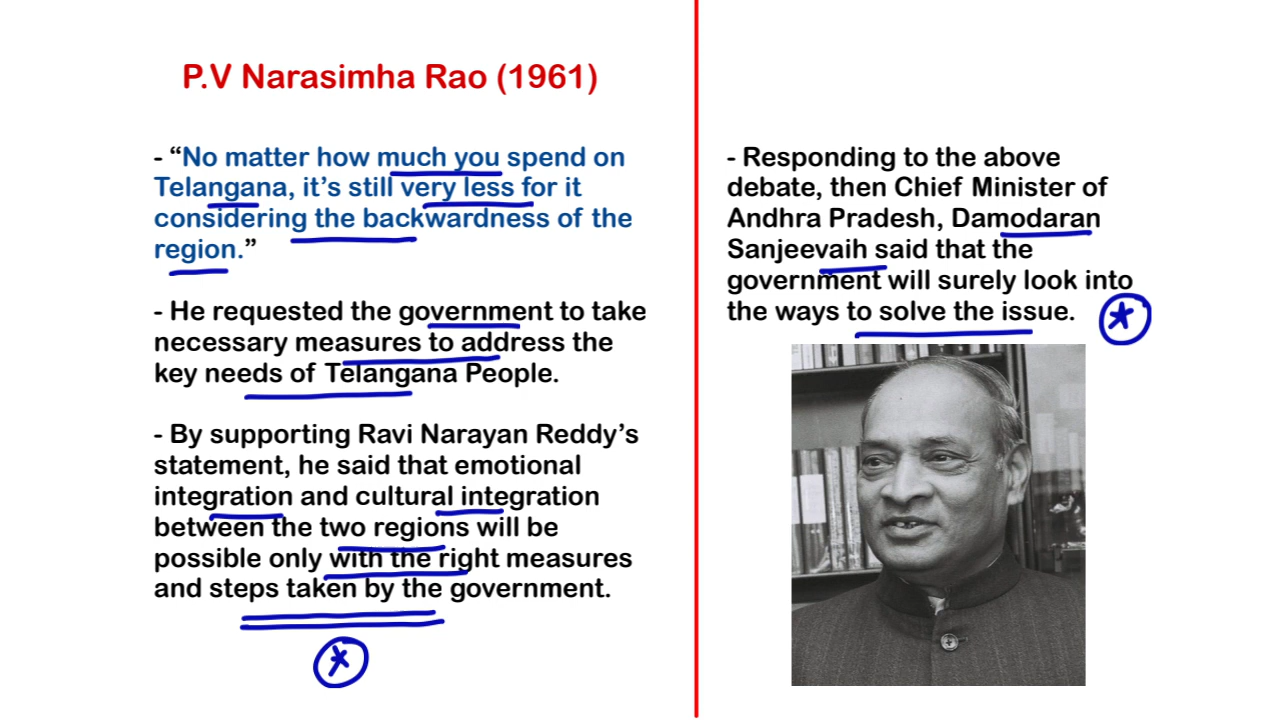 P.V Narasimha Rao (1961)
- “No matter how much you spend on
Telangana, it’s still very less for it
considering the backwardness of the
region.”
- He requested the government to take
necessary measures to address the
key needs of Telangana People.
- By supporting Ravi Narayan Reddy’s
statement, he said that emotional
integration and cultural integration
between the two regions will be
possible only with the right measures
and steps taken by the government.
- Responding to the above
debate, then Chief Minister of
Andhra Pradesh, Damodaran
Sanjeevaih said that the
government will surely look into
the ways to solve the issue.